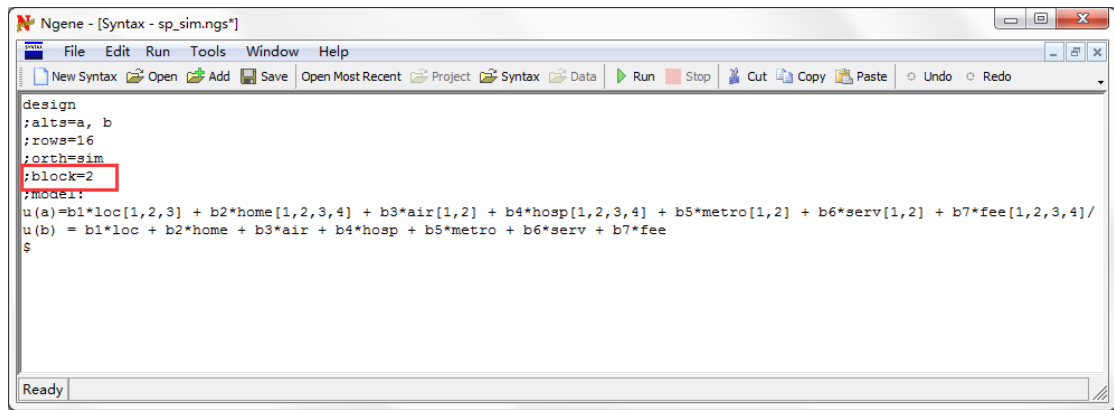 Ngene - [Syntax - sp_sim.ngs*]
SYNTAX File Edit Run Tools Window Help
New Syntax Open Add Save Open Most Recent Project Syntax Data Run Stop Cut Copy Paste Undo Redo
design
;alts=a, b
;rows=16
;orth=sim
;block=2
;model:
u(a)=b1*loc[1,2,3] + b2*home[1,2,3,4] + b3*air[1,2] + b4*hosp[1,2,3,4] + b5*metro[1,2] + b6*serv[1,2] + b7*fee[1,2,3,4]/
u(b) = b1*loc + b2*home + b3*air + b4*hosp + b5*metro + b6*serv + b7*fee
$
Ready